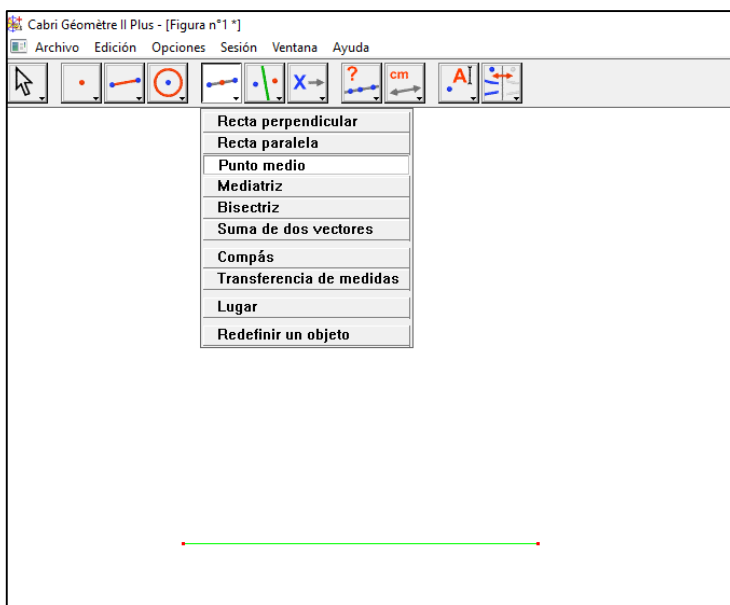 Cabri Géomètre II Plus - [Figura n°1 *]
Archivo Edición Opciones Sesión Ventana Ayuda
X ? cm A
Recta perpendicular
Recta paralela
Punto medio
Mediatriz
Bisectriz
Suma de dos vectores
Compás
Transferencia de medidas
Lugar
Redefinir un objeto